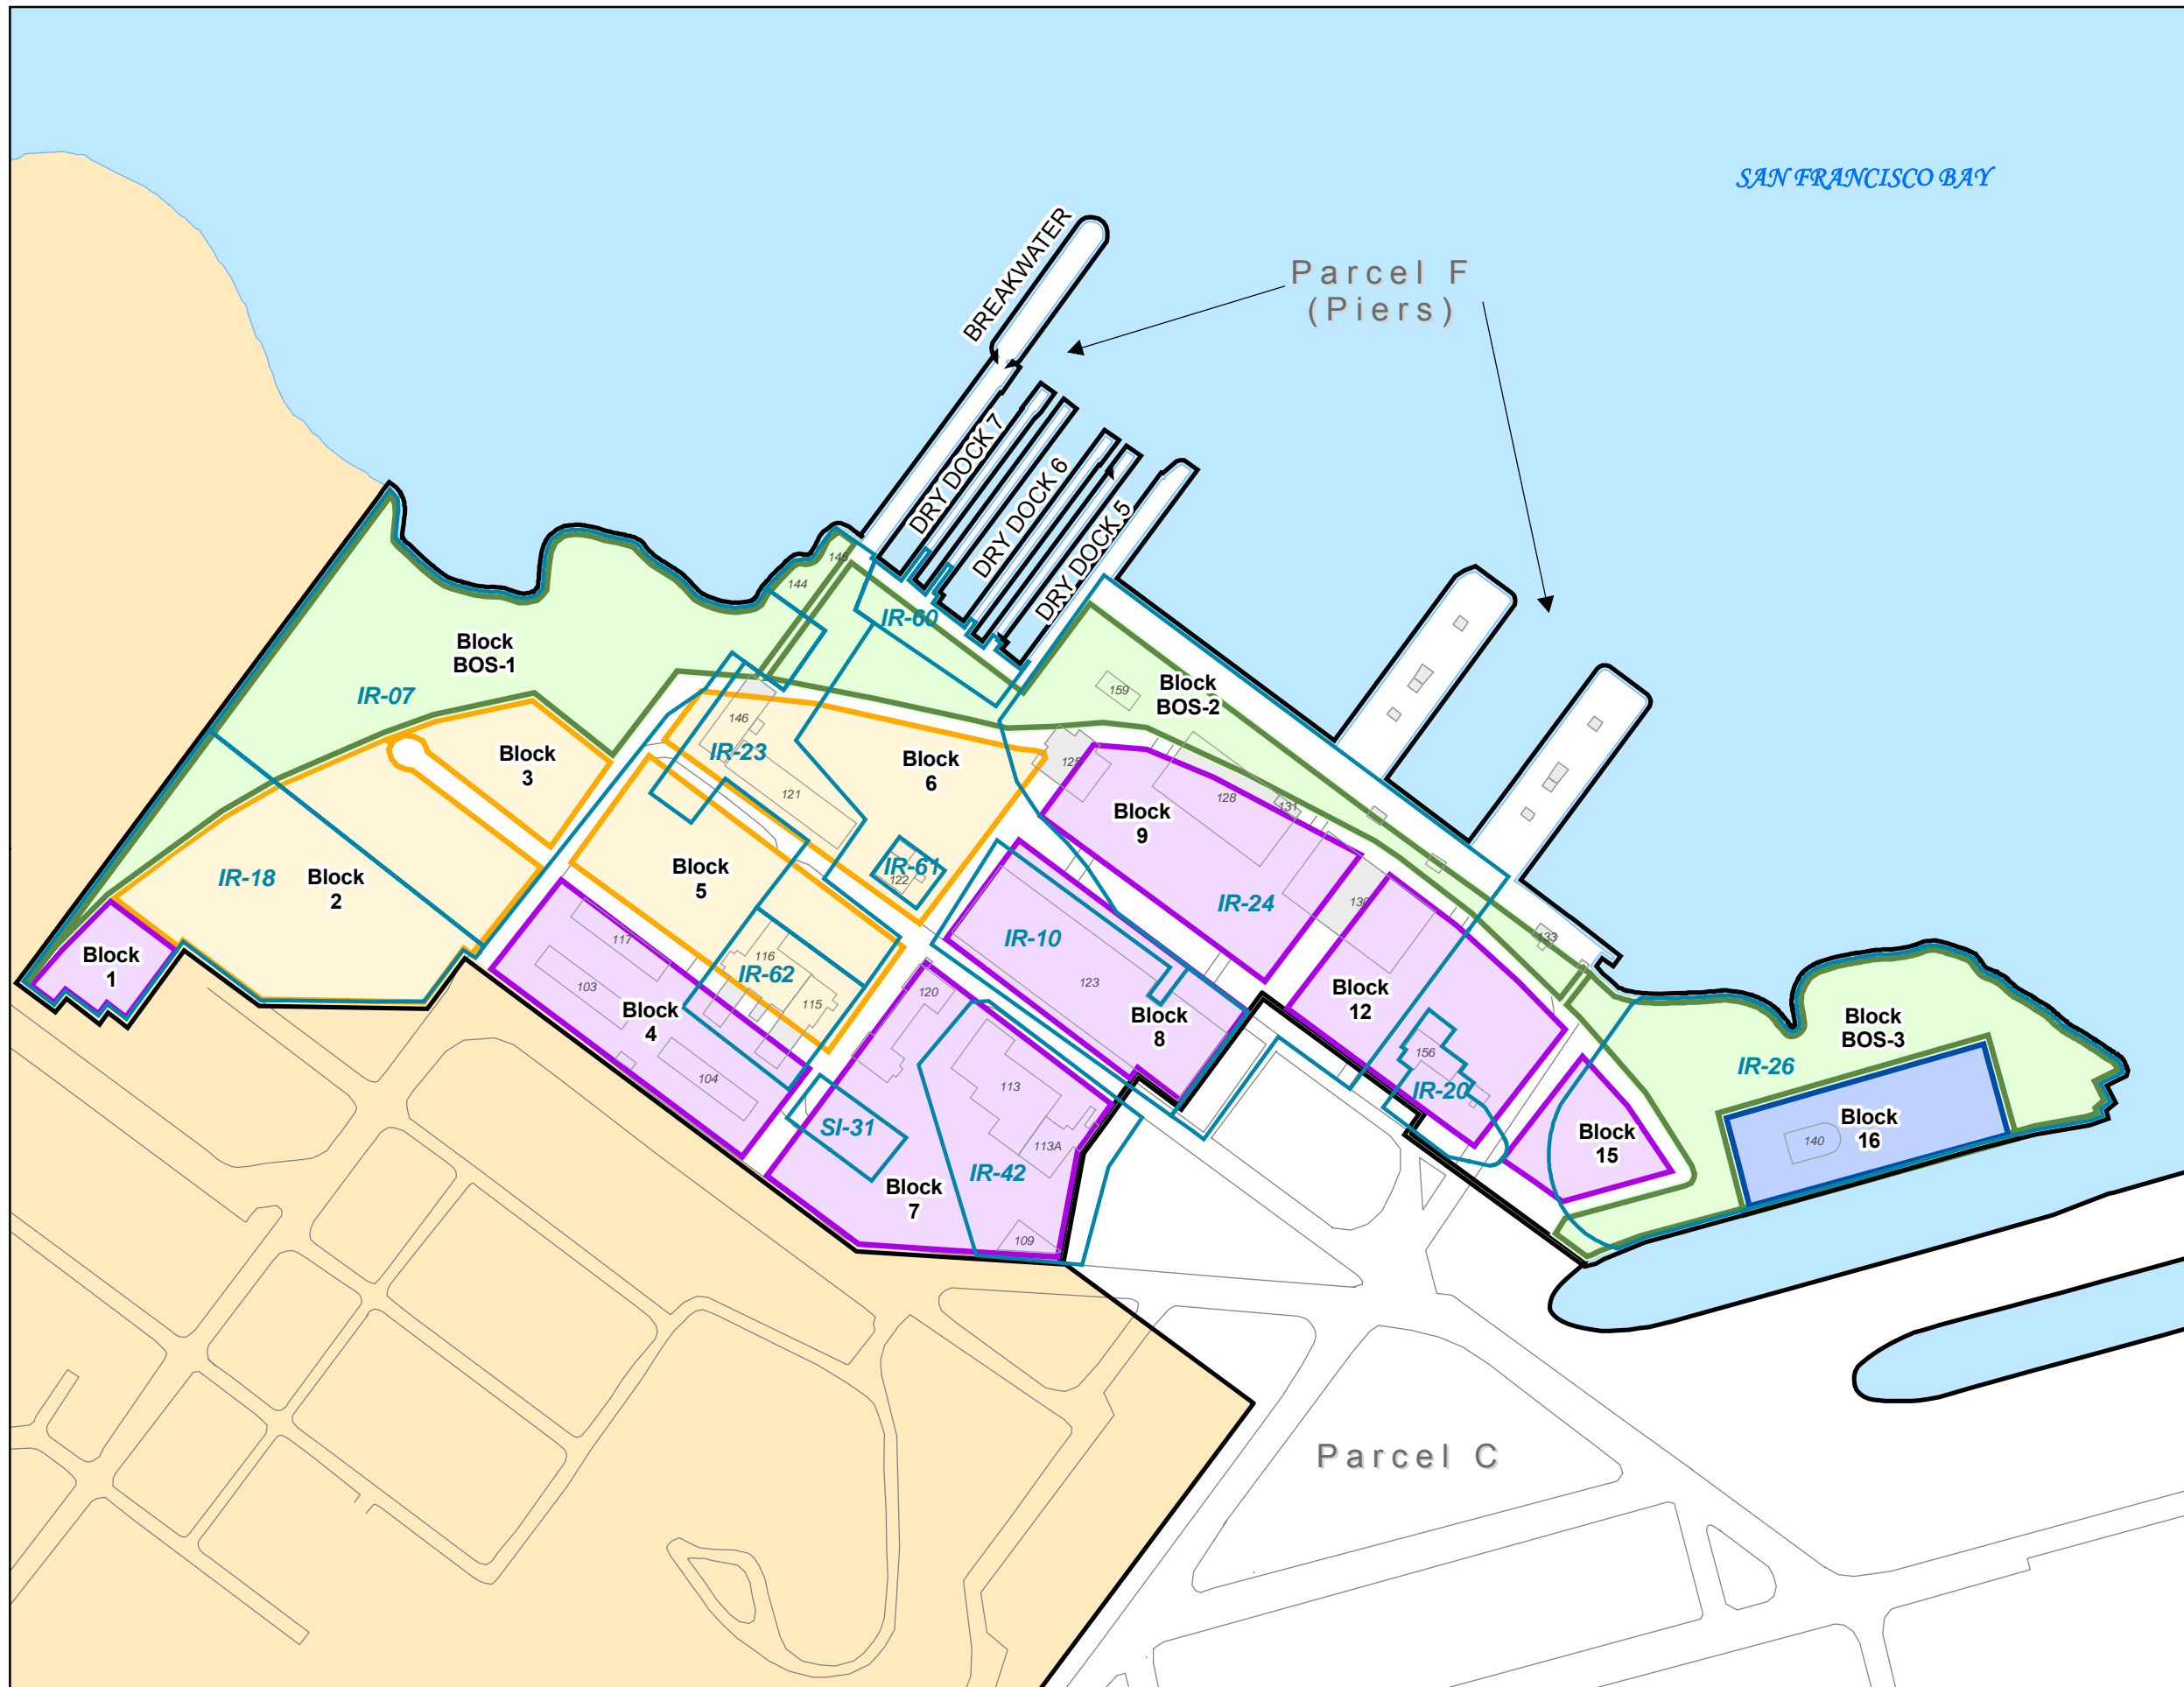 SAN FRANCISCO BAY
BREAKWATER
Parcel F
(Piers)
DRY DOCK 7
DRY DOCK 6
DRY DOCK 5
144
IR-60
Block
BOS-1
IR-07
Block
BOS-2
159
146
IR-23
Block
3
Block
6
121
128
131
Block
9
Block
5
IR-61
122
IR-18
Block
2
IR-24
130
117
IR-10
133
Block
1
116
IR-62
115
103
Block
4
120
123
Block
8
Block
12
Block
BOS-3
IR-26
156
IR-20
104
113
SI-31
113A
IR-42
Block
7
109
Block
15
Block
16
140
Parcel C